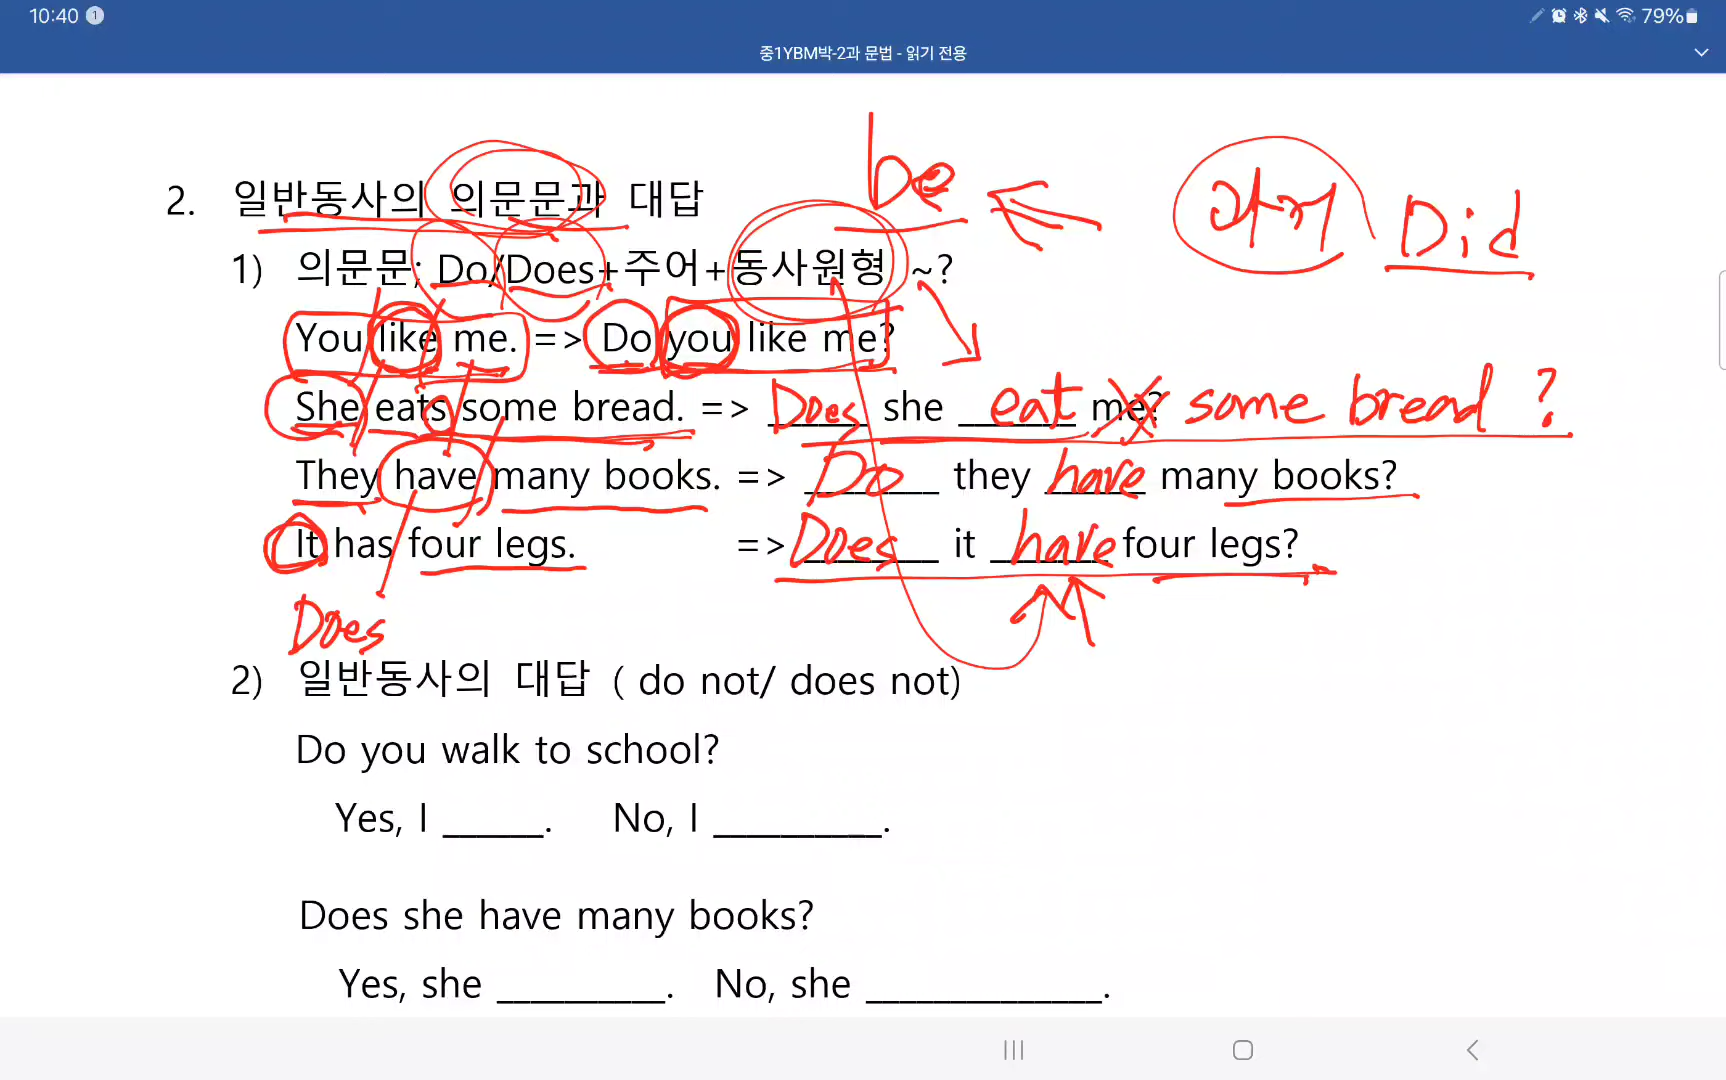 10:40 1 79%
중1YBM박-2과 문법 - 읽기 전용
be
Did
2. 일반동사의 의문문과 대답
1) 의문문; Do/Does+주어+동사원형 ~?
You like me. => Do you like me?
She eats some bread. => Does she eat me? some bread ?
They have many books. => Do they have many books?
It has four legs. => Does it have four legs?
Does
2) 일반동사의 대답 ( do not/ does not)
Do you walk to school?
Yes, I ______. No, I __________.
Does she have many books?
Yes, she __________. No, she ______________.